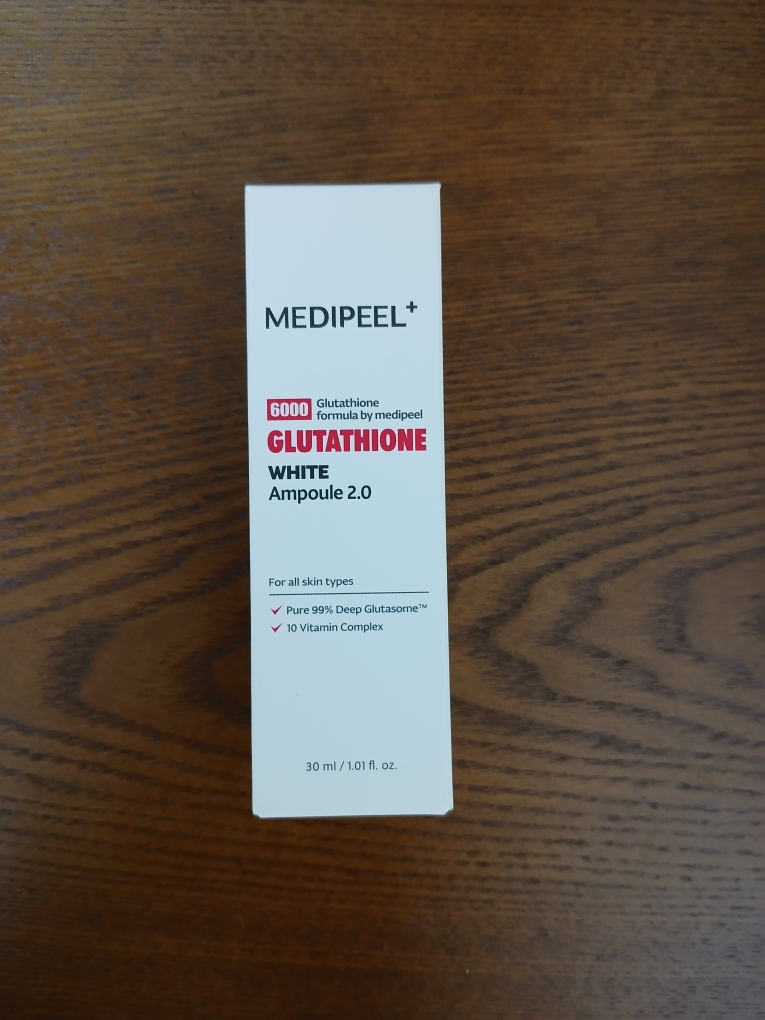 MEDIPEEL+
6000 Glutathione
formula by medipeel
GLUTATHIONE
WHITE
Ampoule 2.0
For all skin types
Pure 99% Deep Glutasome™
10 Vitamin Complex
30 ml / 1.01 fl. oz.